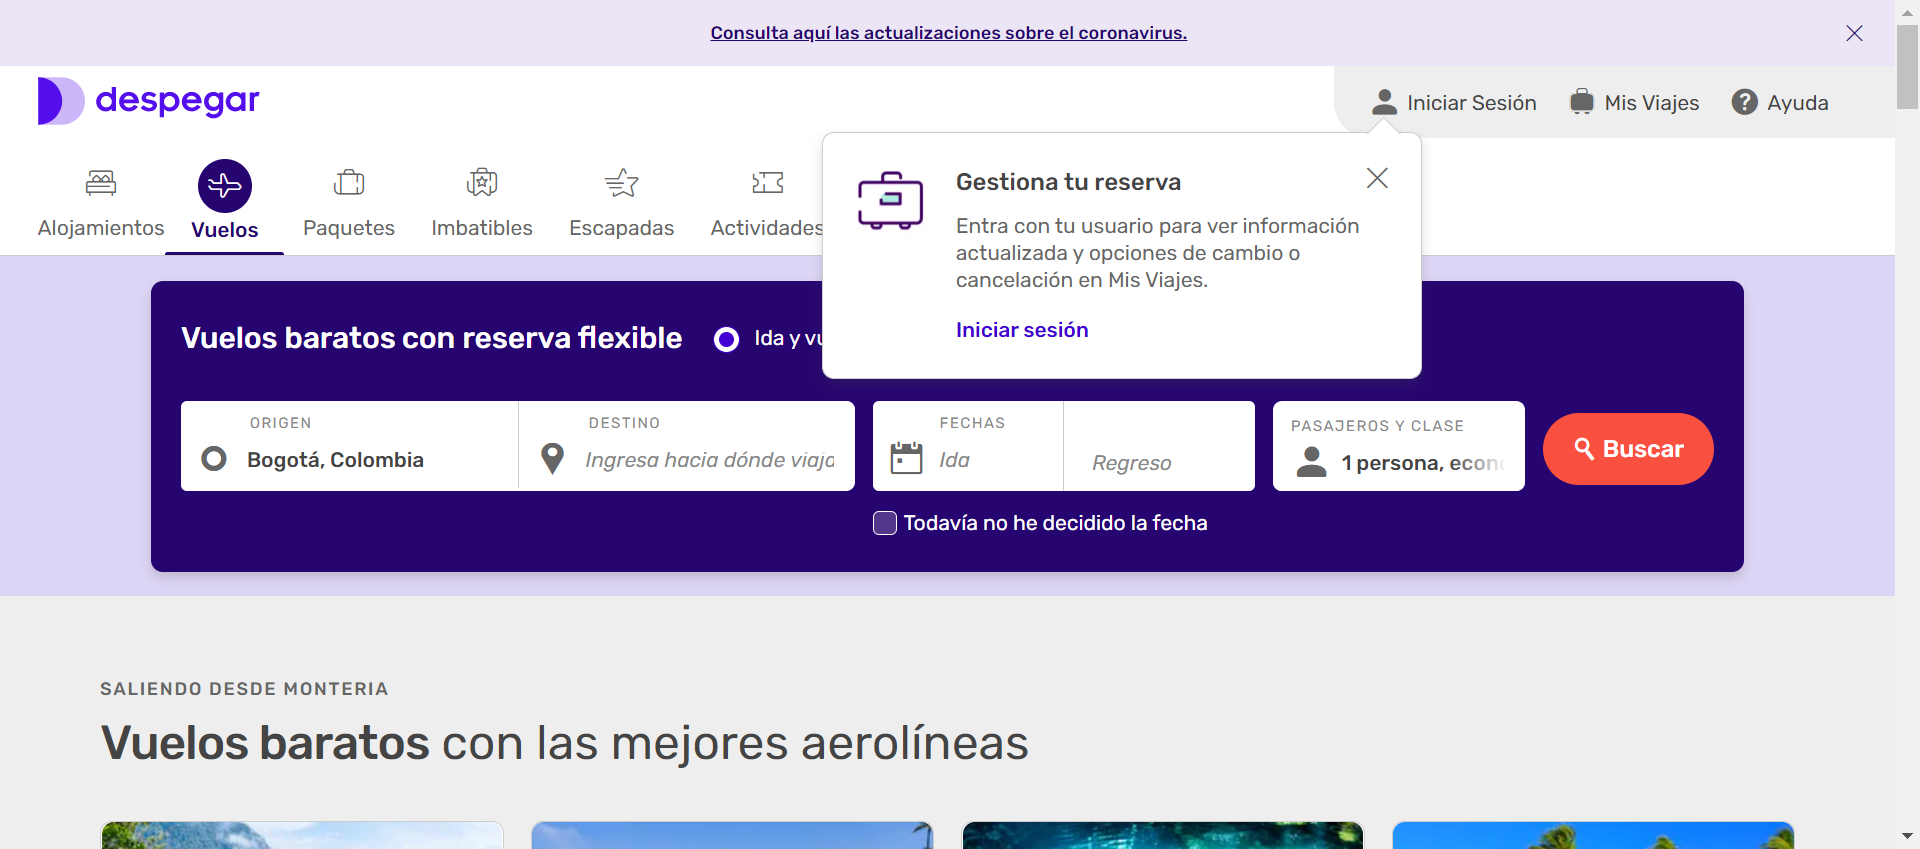 Consulta aquí las actualizaciones sobre el coronavirus.
despegar
Iniciar Sesión
Mis Viajes
? Ayuda
Alojamientos
Vuelos
Paquetes
Imbatibles
Escapadas
Actividades
Gestiona tu reserva
Entra con tu usuario para ver información
actualizada y opciones de cambio o
cancelación en Mis Viajes.
Iniciar sesión
Vuelos baratos con reserva flexible
Ida y vu
ORIGEN
Bogotá, Colombia
DESTINO
Ingresa hacia dónde viaja
FECHAS
Ida
Regreso
PASAJEROS Y CLASE
1 persona, econo
Buscar
Todavía no he decidido la fecha
SALIENDO DESDE MONTERIA
Vuelos baratos con las mejores aerolíneas